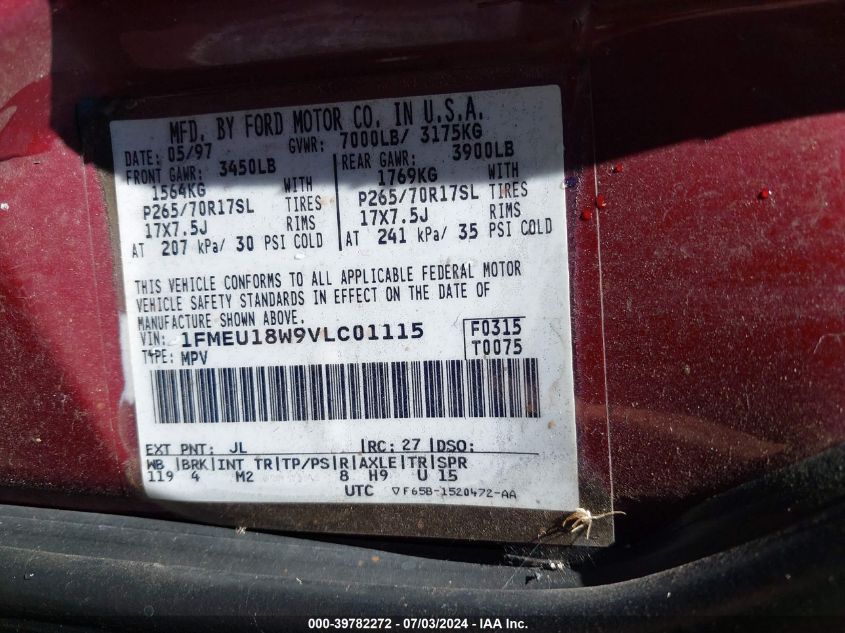 MFD. BY FORD MOTOR CO. IN U.S.A.
DATE: 05/97 GVWR: 7000LB/ 3175KG
FRONT GAWR: 3450LB REAR GAWR: 3900LB
1564KG WITH 1769KG WITH
P265/70R17SL TIRES P265/70R17SL TIRES
17X7.5J RIMS 17X7.5J RIMS
AT 207 kPa/ 30 PSI COLD AT 241 kPa/ 35 PSI COLD
THIS VEHICLE CONFORMS TO ALL APPLICABLE FEDERAL MOTOR
VEHICLE SAFETY STANDARDS IN EFFECT ON THE DATE OF
MANUFACTURE SHOWN ABOVE.
VIN: 1FMEU18W9VLC01115 F0315
TYPE: MPV T0075
EXT PNT: JL |RC: 27 |DSO:
WB |BRK|INT TR|TP/PS|R|AXLE|TR|SPR
119 4 M2 8 H9 U 15
UTC ▽F65B-1520472-AA
000-39782272 - 07/03/2024 - IAA Inc.